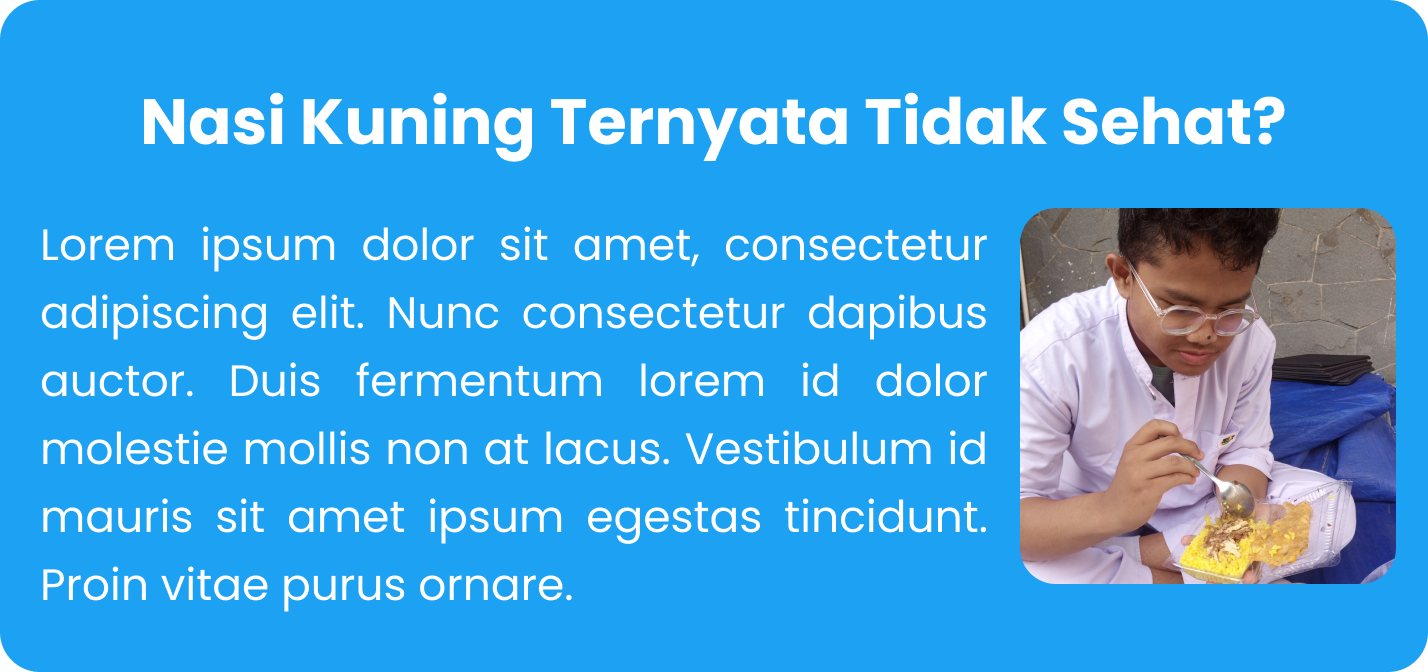 Nasi Kuning Ternyata Tidak Sehat?
Lorem ipsum dolor sit amet, consectetur
adipiscing elit. Nunc consectetur dapibus
auctor. Duis fermentum lorem id dolor
molestie mollis non at lacus. Vestibulum id
mauris sit amet ipsum egestas tincidunt.
Proin vitae purus ornare.